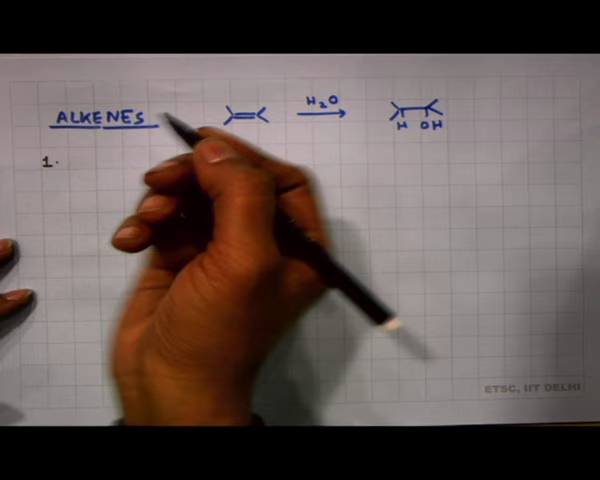 ALKENES H₂O
H OH
1.
ETSC, IIT DELHI